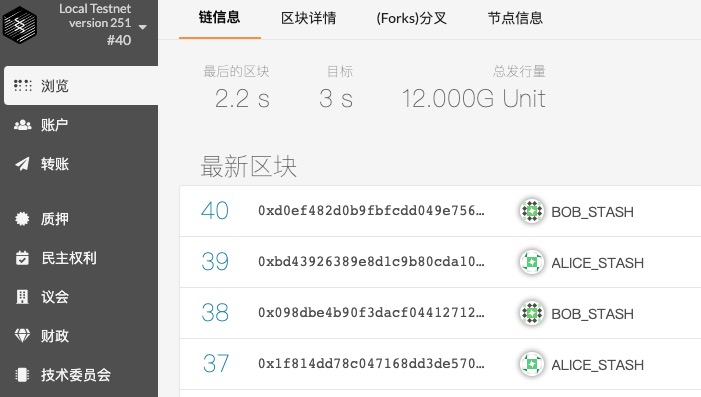 Local Testnet
version 251
#40
浏览
账户
转账
质押
民主权利
议会
财政
技术委员会
链信息
区块详情
(Forks)分叉
节点信息
最后的区块
2.2 s
目标
3 s
总发行量
12.000G Unit
最新区块
40 0xd0ef482d0b9fbfcdd049e756… BOB_STASH
39 0xbd43926389e8d1c9b80cda10… ALICE_STASH
38 0x098dbe4b90f3dacf04412712… BOB_STASH
37 0x1f814dd78c047168dd3de570… ALICE_STASH